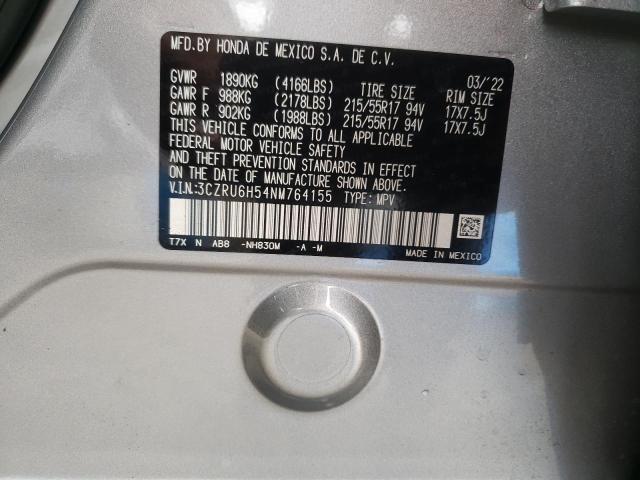 MFD.BY HONDA DE MEXICO S.A. DE C.V.
03/'22
GVWR 1890KG (4166LBS) TIRE SIZE RIM SIZE
GAWR F 988KG (2178LBS) 215/55R17 94V 17X7.5J
GAWR R 902KG (1988LBS) 215/55R17 94V 17X7.5J
THIS VEHICLE CONFORMS TO ALL APPLICABLE
FEDERAL MOTOR VEHICLE SAFETY
AND THEFT PREVENTION STANDARDS IN EFFECT
ON THE DATE OF MANUFACTURE SHOWN ABOVE.
V.I.N.:3CZRU6H54NM764155 TYPE: MPV
T7X N AB8 -NH830M -A -M MADE IN MEXICO